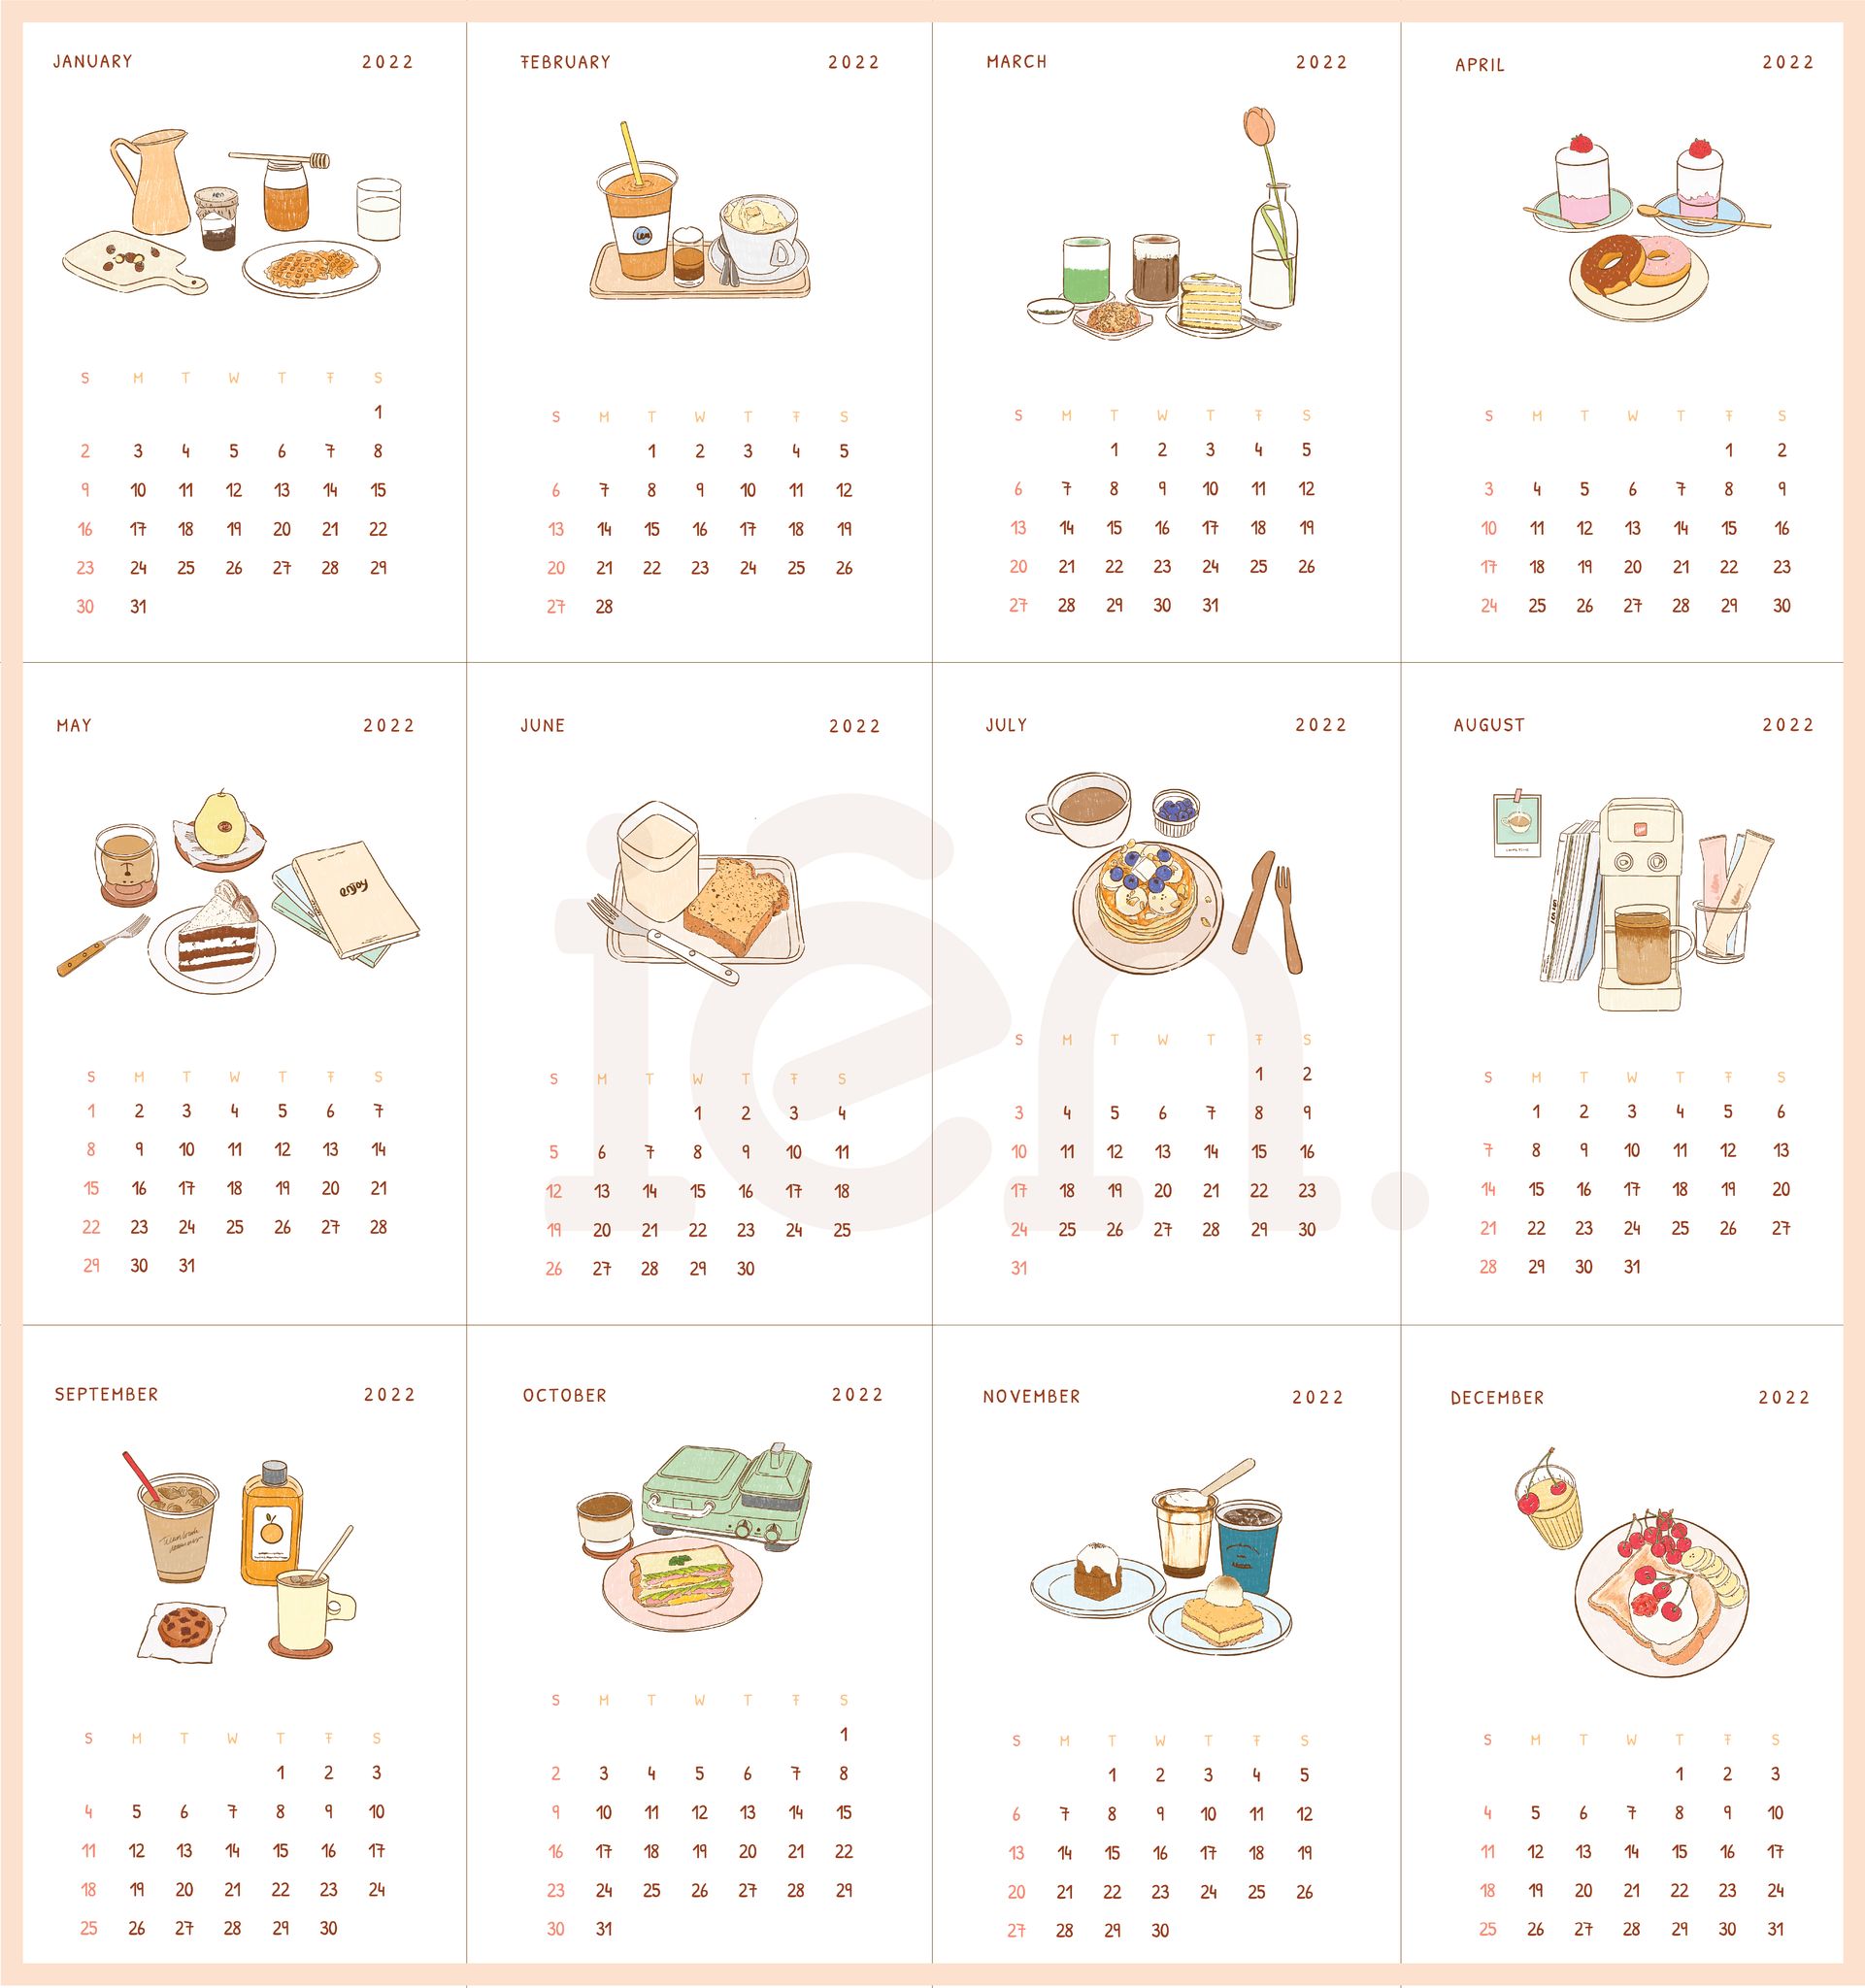 JANUARY 2022
ien
S M T W T F S
1
2 3 4 5 6 7 8
9 10 11 12 13 14 15
16 17 18 19 20 21 22
23 24 25 26 27 28 29
30 31
FEBRUARY 2022
ien
S M T W T F S
1 2 3 4 5
6 7 8 9 10 11 12
13 14 15 16 17 18 19
20 21 22 23 24 25 26
27 28
MARCH 2022
S M T W T F S
1 2 3 4 5
6 7 8 9 10 11 12
13 14 15 16 17 18 19
20 21 22 23 24 25 26
27 28 29 30 31
APRIL 2022
S M T W T F S
1 2
3 4 5 6 7 8 9
10 11 12 13 14 15 16
17 18 19 20 21 22 23
24 25 26 27 28 29 30
MAY 2022
enjoy
S M T W T F S
1 2 3 4 5 6 7
8 9 10 11 12 13 14
15 16 17 18 19 20 21
22 23 24 25 26 27 28
29 30 31
JUNE 2022
S M T W T F S
1 2 3 4
5 6 7 8 9 10 11
12 13 14 15 16 17 18
19 20 21 22 23 24 25
26 27 28 29 30
JULY 2022
S M T W T F S
1 2
3 4 5 6 7 8 9
10 11 12 13 14 15 16
17 18 19 20 21 22 23
24 25 26 27 28 29 30
31
AUGUST 2022
S M T W T F S
1 2 3 4 5 6
7 8 9 10 11 12 13
14 15 16 17 18 19 20
21 22 23 24 25 26 27
28 29 30 31
iēn.
SEPTEMBER 2022
S M T W T F S
1 2 3
4 5 6 7 8 9 10
11 12 13 14 15 16 17
18 19 20 21 22 23 24
25 26 27 28 29 30
OCTOBER 2022
S M T W T F S
1
2 3 4 5 6 7 8
9 10 11 12 13 14 15
16 17 18 19 20 21 22
23 24 25 26 27 28 29
30 31
NOVEMBER 2022
S M T W T F S
1 2 3 4 5
6 7 8 9 10 11 12
13 14 15 16 17 18 19
20 21 22 23 24 25 26
27 28 29 30
DECEMBER 2022
S M T W T F S
1 2 3
4 5 6 7 8 9 10
11 12 13 14 15 16 17
18 19 20 21 22 23 24
25 26 27 28 29 30 31